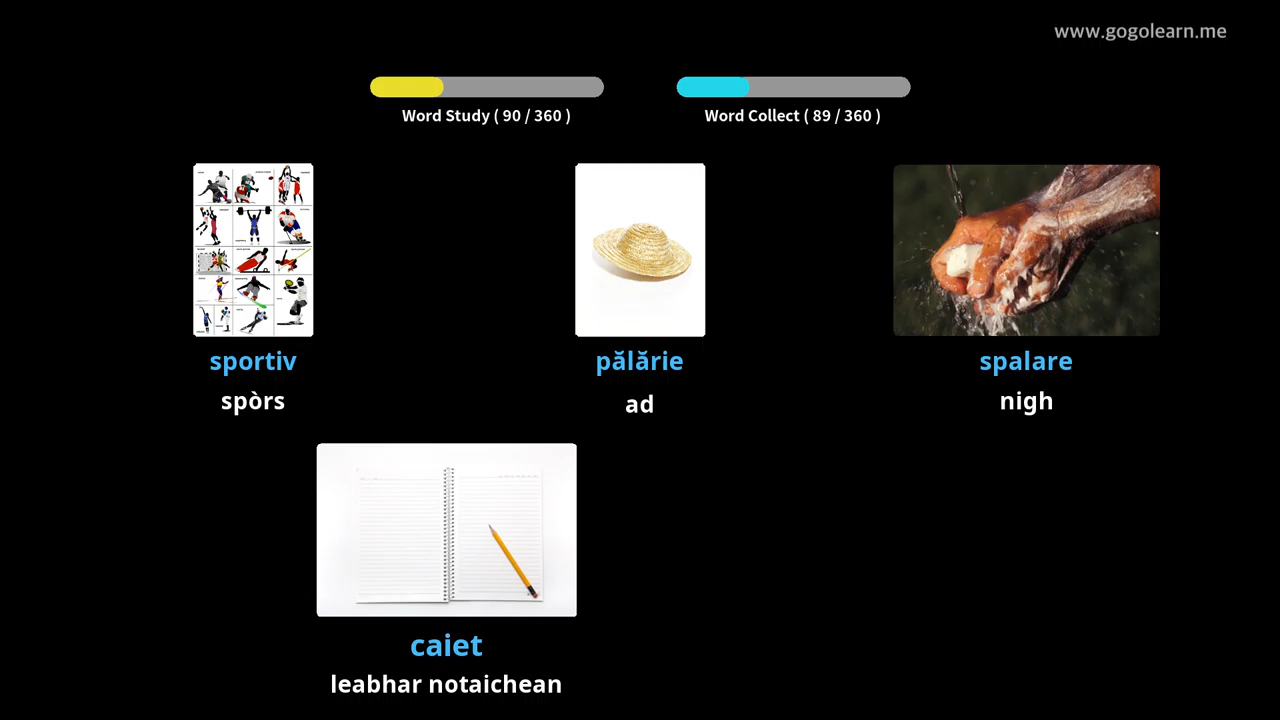 www.gogolearn.me
Word Study ( 90 / 360 )
Word Collect ( 89 / 360 )
sportiv
spòrs
pălărie
ad
spalare
nigh
caiet
leabhar notaichean